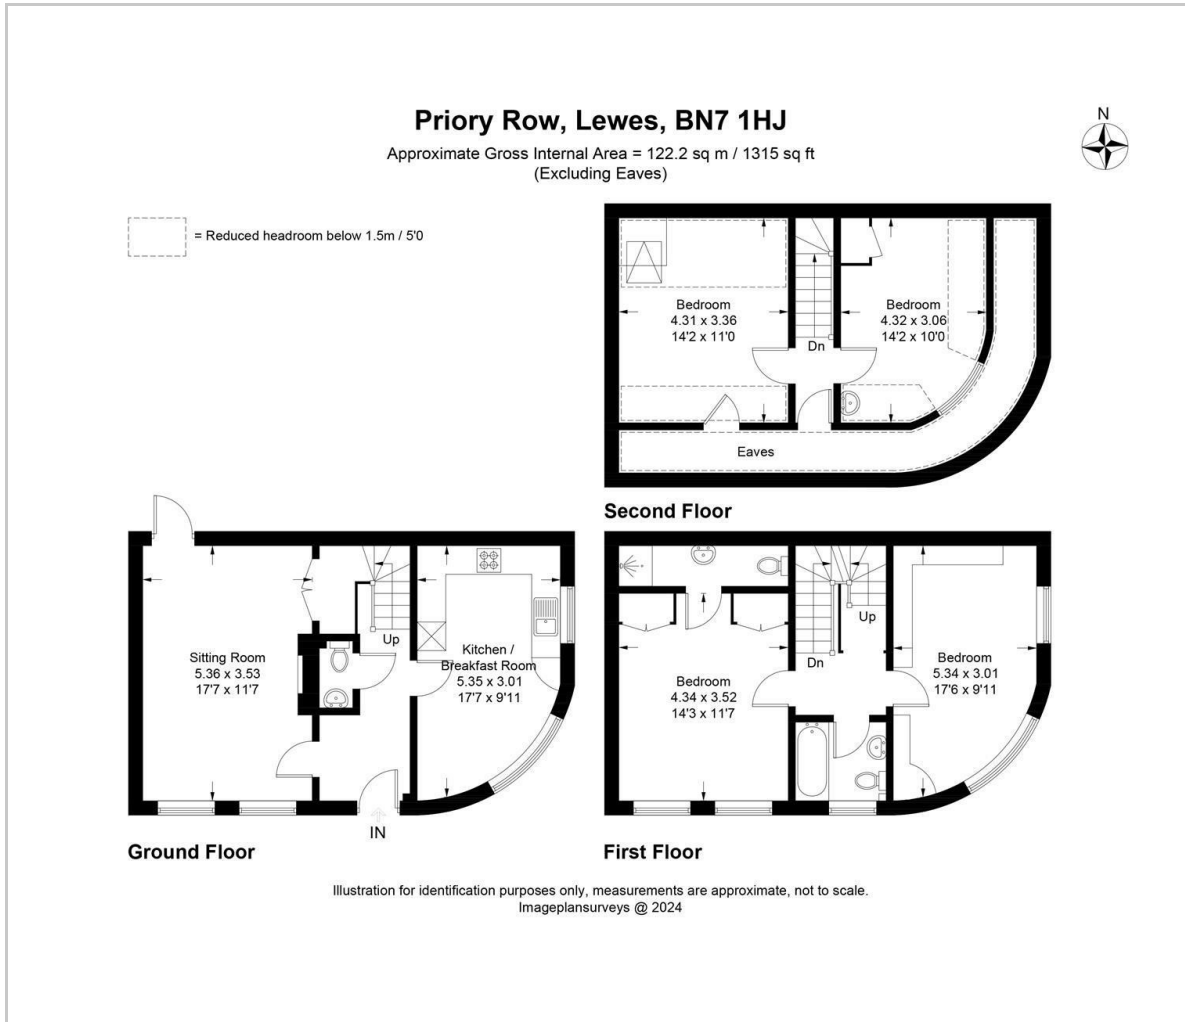 Priory Row, Lewes, BN7 1HJ
Approximate Gross Internal Area = 122.2 sq m / 1315 sq ft
(Excluding Eaves)
N
= Reduced headroom below 1.5m / 5'0
Bedroom
4.31 x 3.36
14'2 x 11'0
Dn
Bedroom
4.32 x 3.06
14'2 x 10'0
Eaves
Second Floor
Sitting Room
5.36 x 3.53
17'7 x 11'7
Up
Kitchen /
Breakfast Room
5.35 x 3.01
17'7 x 9'11
IN
Ground Floor
Bedroom
4.34 x 3.52
14'3 x 11'7
Dn
Up
Bedroom
5.34 x 3.01
17'6 x 9'11
First Floor
Illustration for identification purposes only, measurements are approximate, not to scale.
Imageplansurveys @ 2024